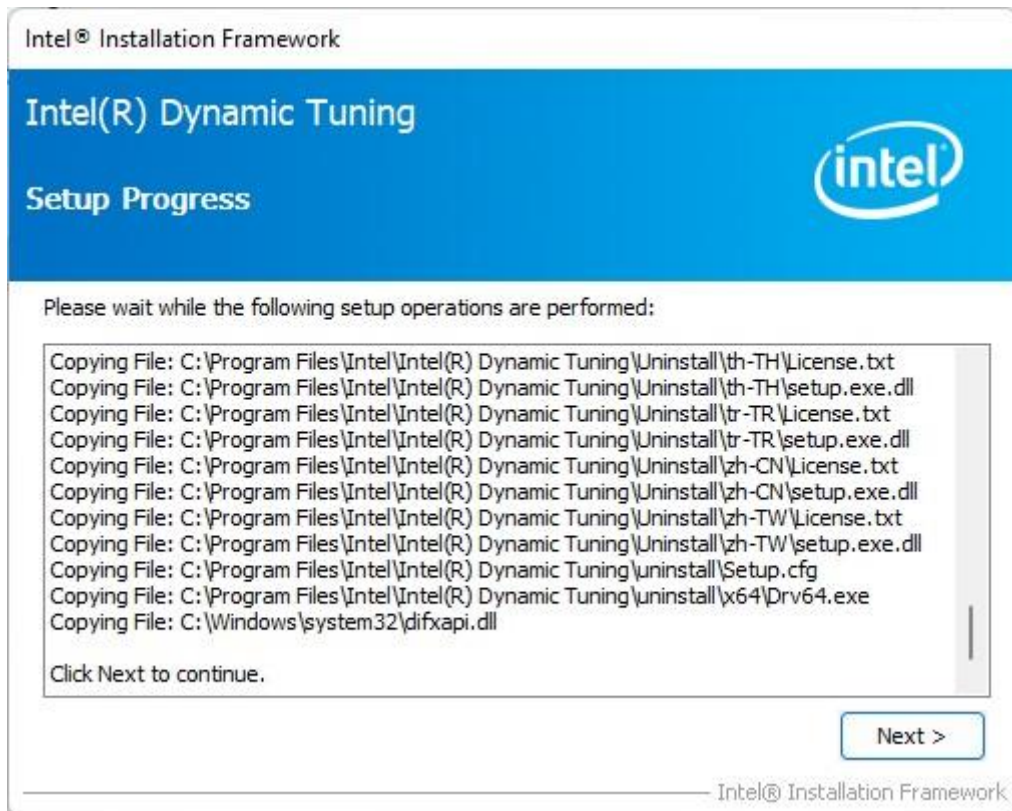 Intel® Installation Framework
Intel(R) Dynamic Tuning
intel
Setup Progress
Please wait while the following setup operations are performed:
Copying File: C:\Program Files\Intel\Intel(R) Dynamic Tuning\Uninstall\th-TH\License.txt
Copying File: C:\Program Files\Intel\Intel(R) Dynamic Tuning\Uninstall\th-TH\setup.exe.dll
Copying File: C:\Program Files\Intel\Intel(R) Dynamic Tuning\Uninstall\tr-TR\License.txt
Copying File: C:\Program Files\Intel\Intel(R) Dynamic Tuning\Uninstall\tr-TR\setup.exe.dll
Copying File: C:\Program Files\Intel\Intel(R) Dynamic Tuning\Uninstall\zh-CN\License.txt
Copying File: C:\Program Files\Intel\Intel(R) Dynamic Tuning\Uninstall\zh-CN\setup.exe.dll
Copying File: C:\Program Files\Intel\Intel(R) Dynamic Tuning\Uninstall\zh-TW\License.txt
Copying File: C:\Program Files\Intel\Intel(R) Dynamic Tuning\Uninstall\zh-TW\setup.exe.dll
Copying File: C:\Program Files\Intel\Intel(R) Dynamic Tuning\uninstall\Setup.cfg
Copying File: C:\Program Files\Intel\Intel(R) Dynamic Tuning\uninstall\x64\Drv64.exe
Copying File: C:\Windows\system32\difxapi.dll
Click Next to continue.
Next >
Intel® Installation Framework